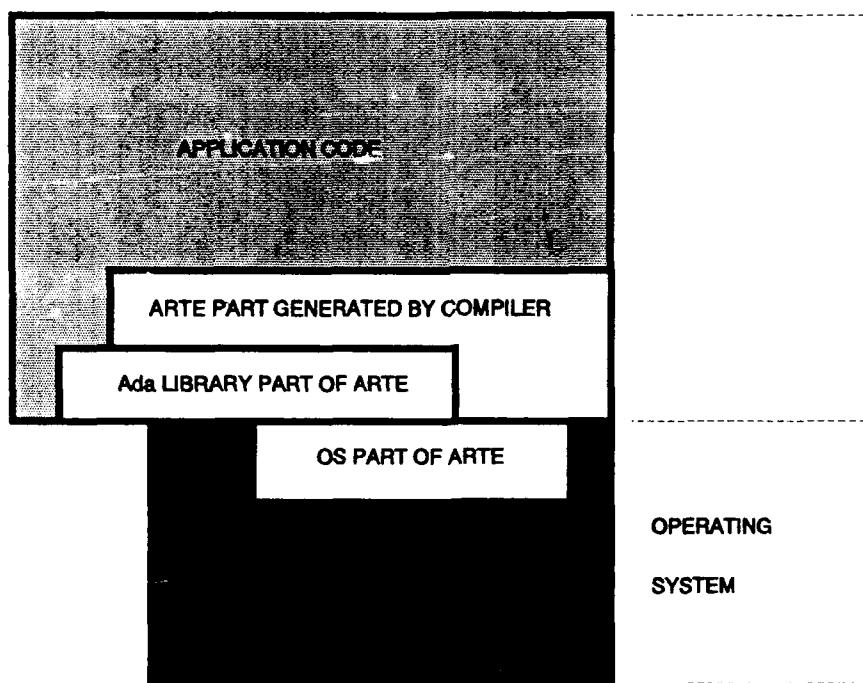 APPLICATION CODE
ARTE PART GENERATED BY COMPILER
Ada LIBRARY PART OF ARTE
OS PART OF ARTE
OPERATING
SYSTEM